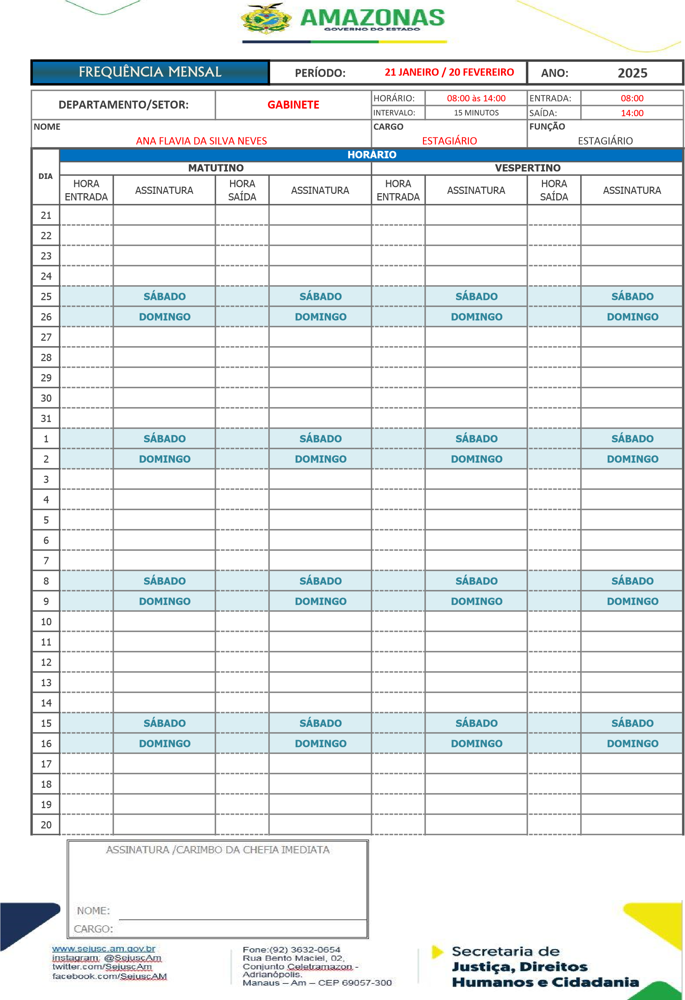 AMAZONAS
GOVERNO DO ESTADO
FREQUÊNCIA MENSAL PERÍODO: 21 JANEIRO / 20 FEVEREIRO ANO: 2025
DEPARTAMENTO/SETOR: GABINETE HORÁRIO: 08:00 às 14:00 ENTRADA: 08:00
INTERVALO: 15 MINUTOS SAÍDA: 14:00
NOME CARGO FUNÇÃO
ANA FLAVIA DA SILVA NEVES ESTAGIÁRIO ESTAGIÁRIO
HORÁRIO
MATUTINO VESPERTINO
DIA
HORA ENTRADA ASSINATURA HORA SAÍDA ASSINATURA HORA ENTRADA ASSINATURA HORA SAÍDA ASSINATURA
21
22
23
24
25 SÁBADO SÁBADO SÁBADO SÁBADO
26 DOMINGO DOMINGO DOMINGO DOMINGO
27
28
29
30
31
1 SÁBADO SÁBADO SÁBADO SÁBADO
2 DOMINGO DOMINGO DOMINGO DOMINGO
3
4
5
6
7
8 SÁBADO SÁBADO SÁBADO SÁBADO
9 DOMINGO DOMINGO DOMINGO DOMINGO
10
11
12
13
14
15 SÁBADO SÁBADO SÁBADO SÁBADO
16 DOMINGO DOMINGO DOMINGO DOMINGO
17
18
19
20
ASSINATURA /CARIMBO DA CHEFIA IMEDIATA
NOME:
CARGO:
www.sejusc.am.gov.br
instagram: @SejuscAm
twitter.com/SejuscAm
facebook.com/SejuscAM
Fone:(92) 3632-0654
Rua Bento Maciel, 02,
Conjunto Celetramazon -
Adrianópolis.
Manaus – Am – CEP 69057-300
Secretaria de
Justiça, Direitos
Humanos e Cidadania